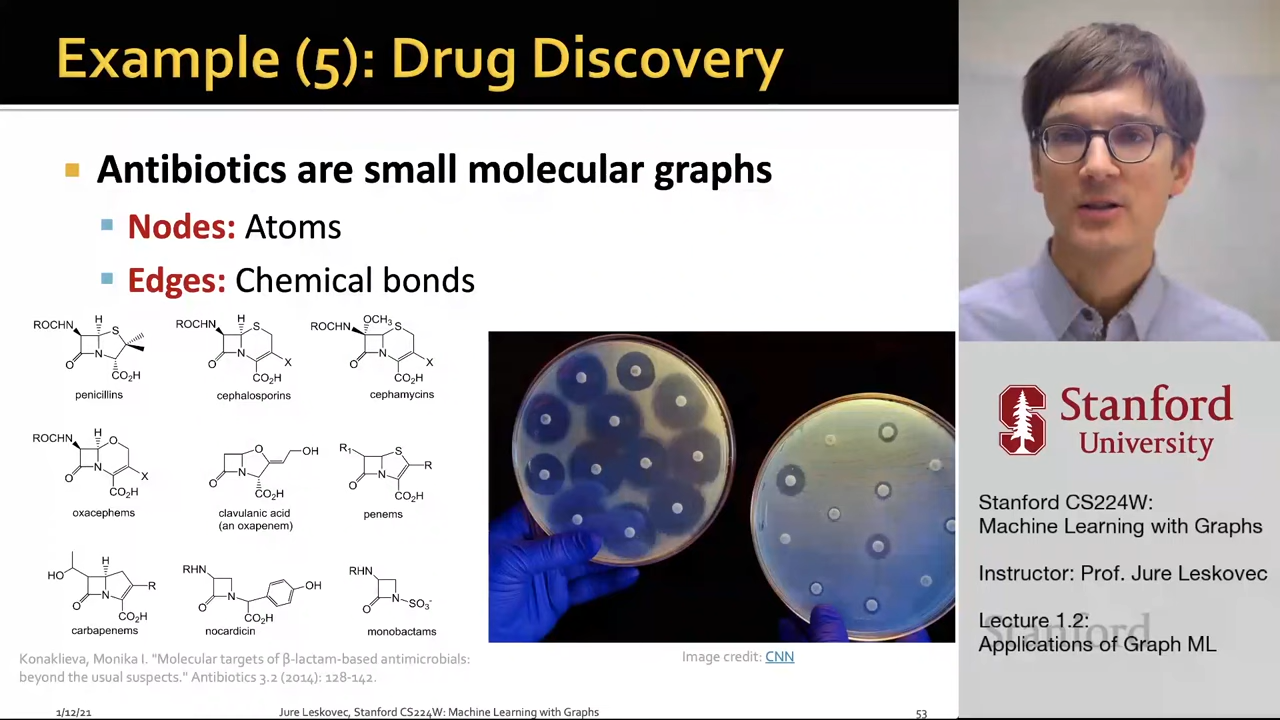 Example (5): Drug Discovery
Antibiotics are small molecular graphs
Nodes: Atoms
Edges: Chemical bonds
ROCHN H S O N CO₂H
penicillins
ROCHN H S O N X CO₂H
cephalosporins
ROCHN OCH₃ S O N X CO₂H
cephamycins
ROCHN H O O N X CO₂H
oxacephems
O OH O N CO₂H
clavulanic acid
(an oxapenem)
R₁ S R O N CO₂H
penems
HO H R O N CO₂H
carbapenems
RHN O N OH CO₂H
nocardicin
RHN O N SO₃⁻
monobactams
Konaklieva, Monika I. "Molecular targets of β-lactam-based antimicrobials:
beyond the usual suspects." Antibiotics 3.2 (2014): 128-142.
Image credit: CNN
1/12/21
Jure Leskovec, Stanford CS224W: Machine Learning with Graphs
53
Stanford
University
Stanford CS224W:
Machine Learning with Graphs
Instructor: Prof. Jure Leskovec
Lecture 1.2:
Stanford
Applications of Graph ML